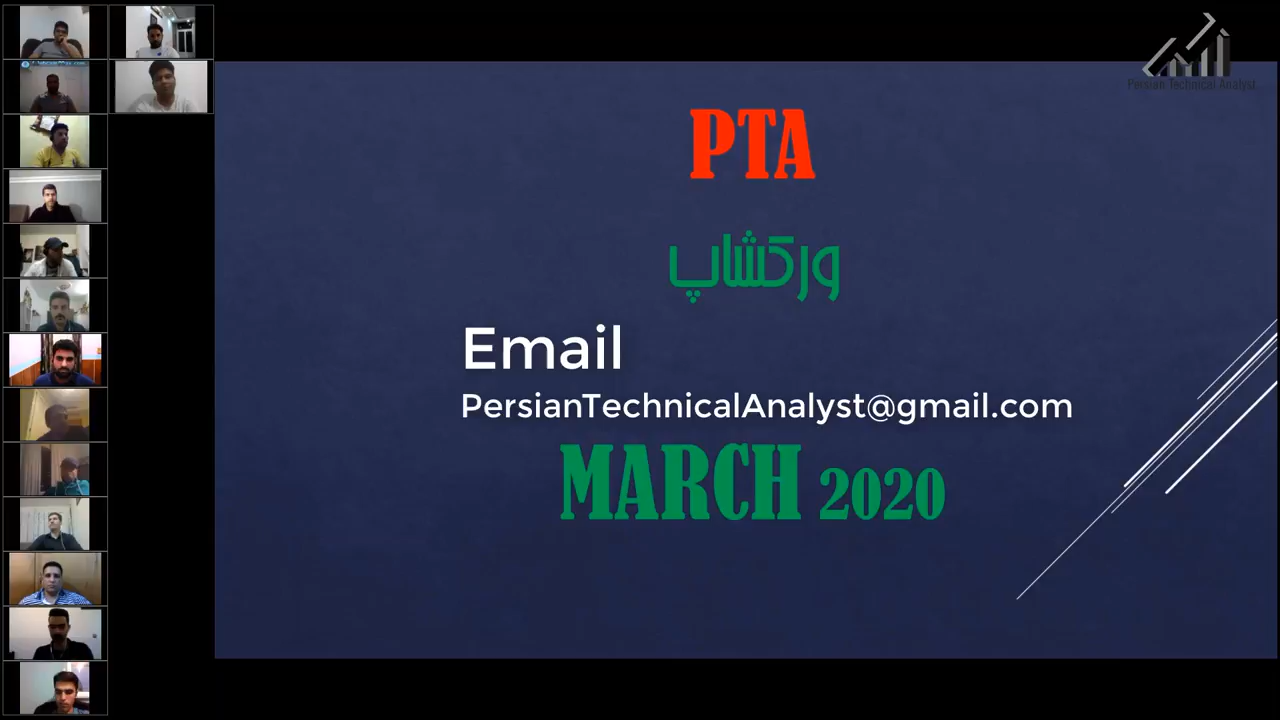 Persian Technical Analyst
PTA
ورکشاپ
Email
PersianTechnicalAnalyst@gmail.com
MARCH 2020